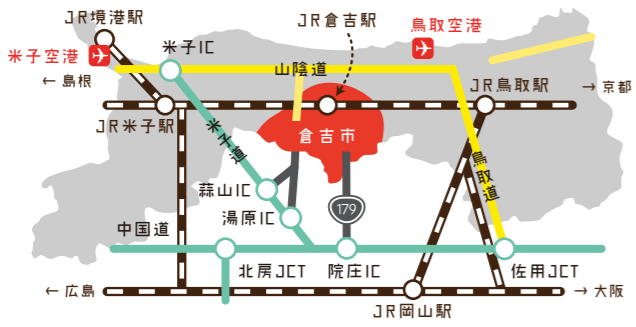 JR境港駅
JR倉吉駅
鳥取空港
米子空港
米子IC
← 島根
山陰道
JR鳥取駅
→ 京都
JR米子駅
米子道
倉吉市
鳥取道
蒜山IC
179
湯原IC
中国道
北房JCT
院庄IC
佐用JCT
← 広島
→ 大阪
JR岡山駅